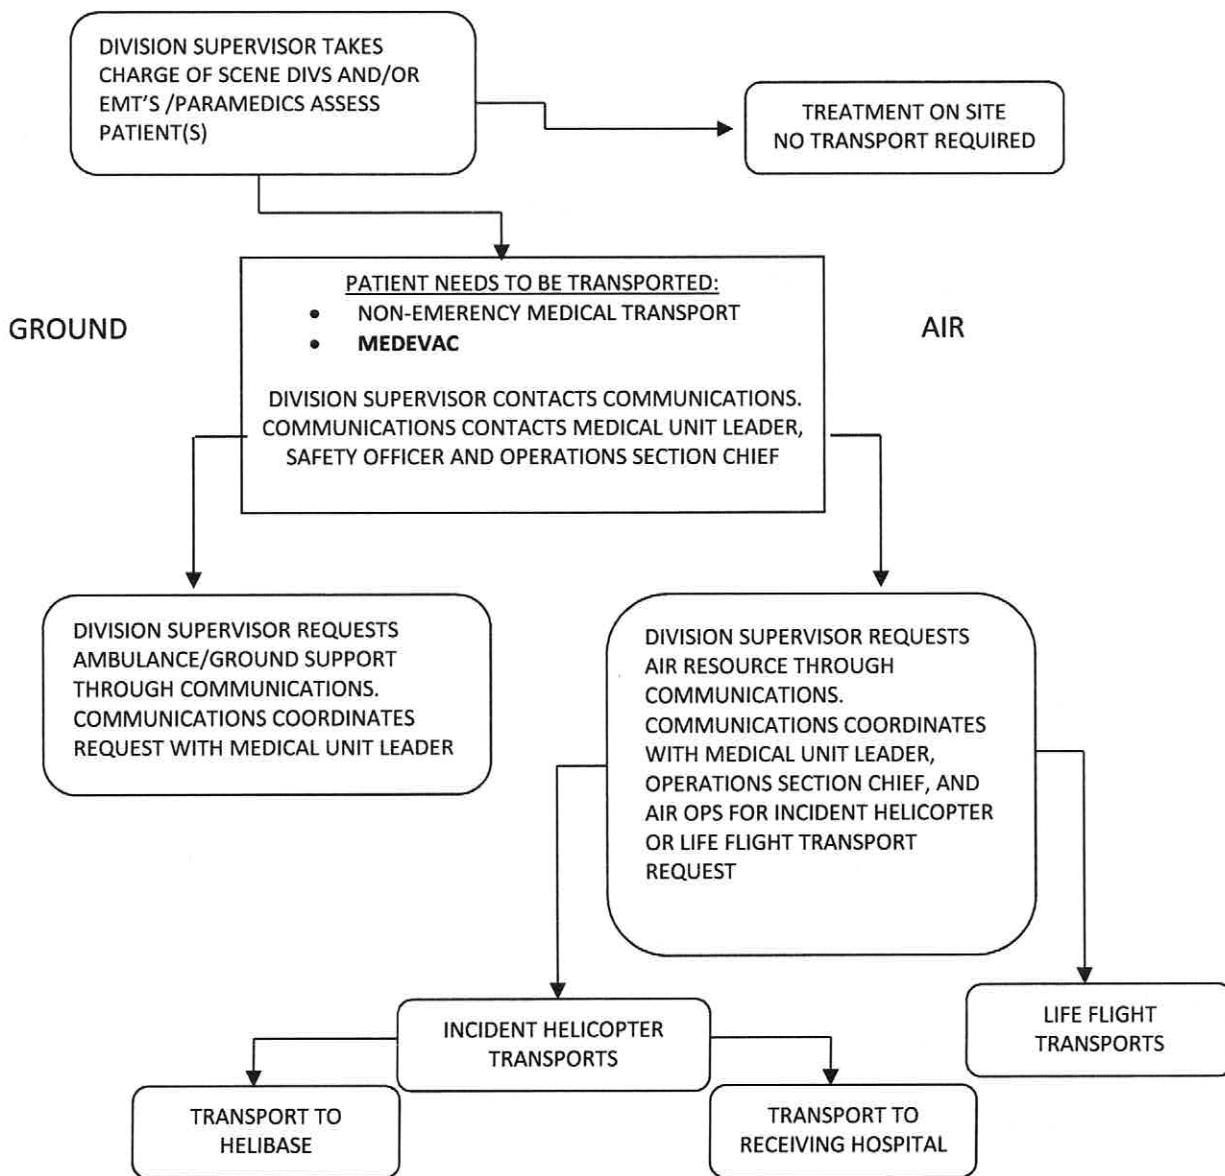 DIVISION SUPERVISOR TAKES
CHARGE OF SCENE DIVS AND/OR
EMT'S /PARAMEDICS ASSESS
PATIENT(S)
TREATMENT ON SITE
NO TRANSPORT REQUIRED
GROUND
PATIENT NEEDS TO BE TRANSPORTED:
• NON-EMERENCY MEDICAL TRANSPORT
• MEDEVAC
DIVISION SUPERVISOR CONTACTS COMMUNICATIONS.
COMMUNICATIONS CONTACTS MEDICAL UNIT LEADER,
SAFETY OFFICER AND OPERATIONS SECTION CHIEF
AIR
DIVISION SUPERVISOR REQUESTS
AMBULANCE/GROUND SUPPORT
THROUGH COMMUNICATIONS.
COMMUNICATIONS COORDINATES
REQUEST WITH MEDICAL UNIT LEADER
DIVISION SUPERVISOR REQUESTS
AIR RESOURCE THROUGH
COMMUNICATIONS.
COMMUNICATIONS COORDINATES
WITH MEDICAL UNIT LEADER,
OPERATIONS SECTION CHIEF, AND
AIR OPS FOR INCIDENT HELICOPTER
OR LIFE FLIGHT TRANSPORT
REQUEST
INCIDENT HELICOPTER
TRANSPORTS
LIFE FLIGHT
TRANSPORTS
TRANSPORT TO
HELIBASE
TRANSPORT TO
RECEIVING HOSPITAL